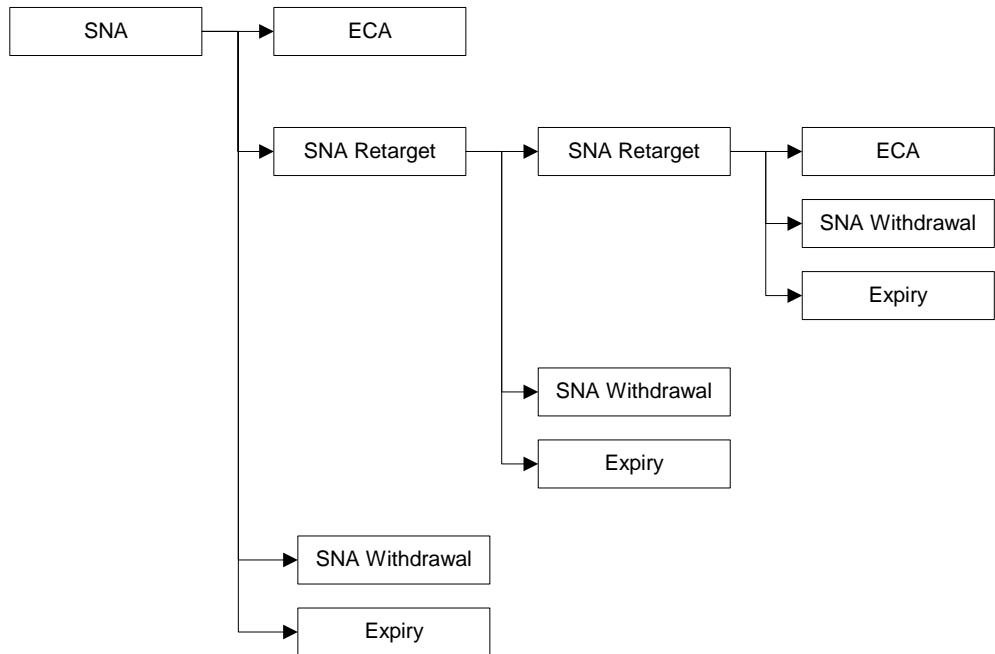 SNA
ECA
SNA Retarget
SNA Retarget
ECA
SNA Withdrawal
Expiry
SNA Withdrawal
Expiry
SNA Withdrawal
Expiry